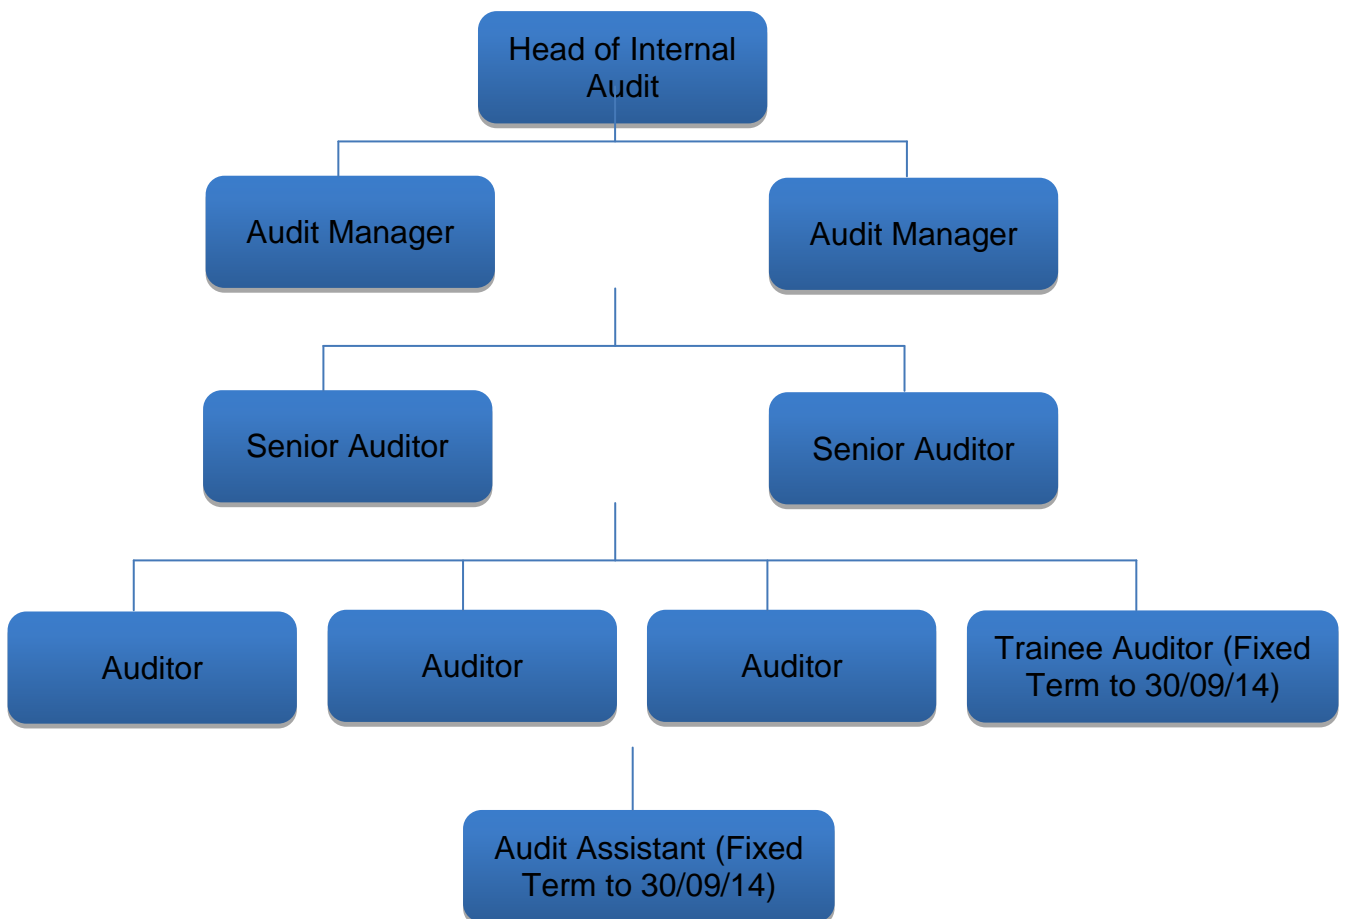 Head of Internal
Audit
Audit Manager
Audit Manager
Senior Auditor
Senior Auditor
Auditor
Auditor
Auditor
Trainee Auditor (Fixed
Term to 30/09/14)
Audit Assistant (Fixed
Term to 30/09/14)